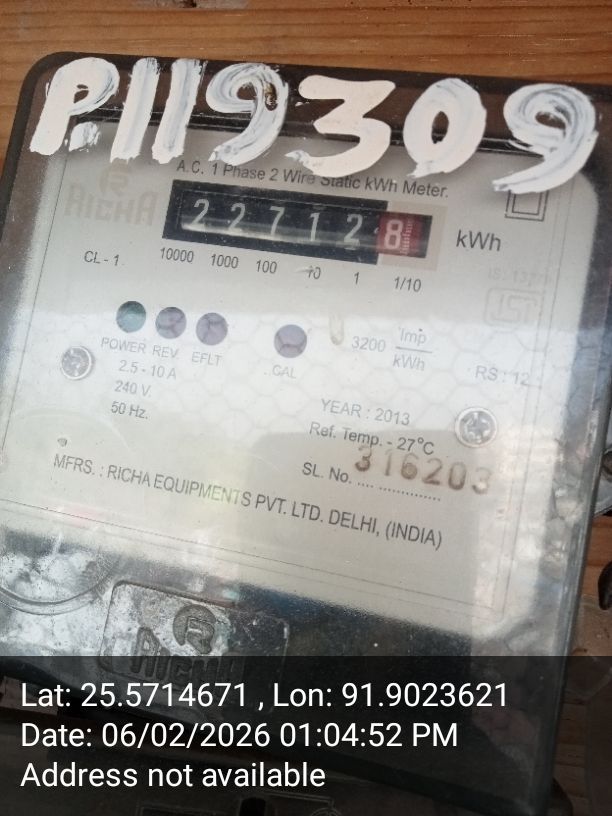 P.119309
A.C. 1 Phase 2 Wire Static kWh Meter.
RICHA
227128 kWh
CL - 1 10000 1000 100 10 1 1/10
POWER REV. EFLT CAL 3200 Imp/kWh
2.5 - 10 A RS : 12
240 V.
50 Hz.
YEAR : 2013
Ref. Temp. - 27°C
SL. No. 316203
MFRS. : RICHA EQUIPMENTS PVT. LTD. DELHI, (INDIA)
R
RICHA
Lat: 25.5714671 , Lon: 91.9023621
Date: 06/02/2026 01:04:52 PM
Address not available